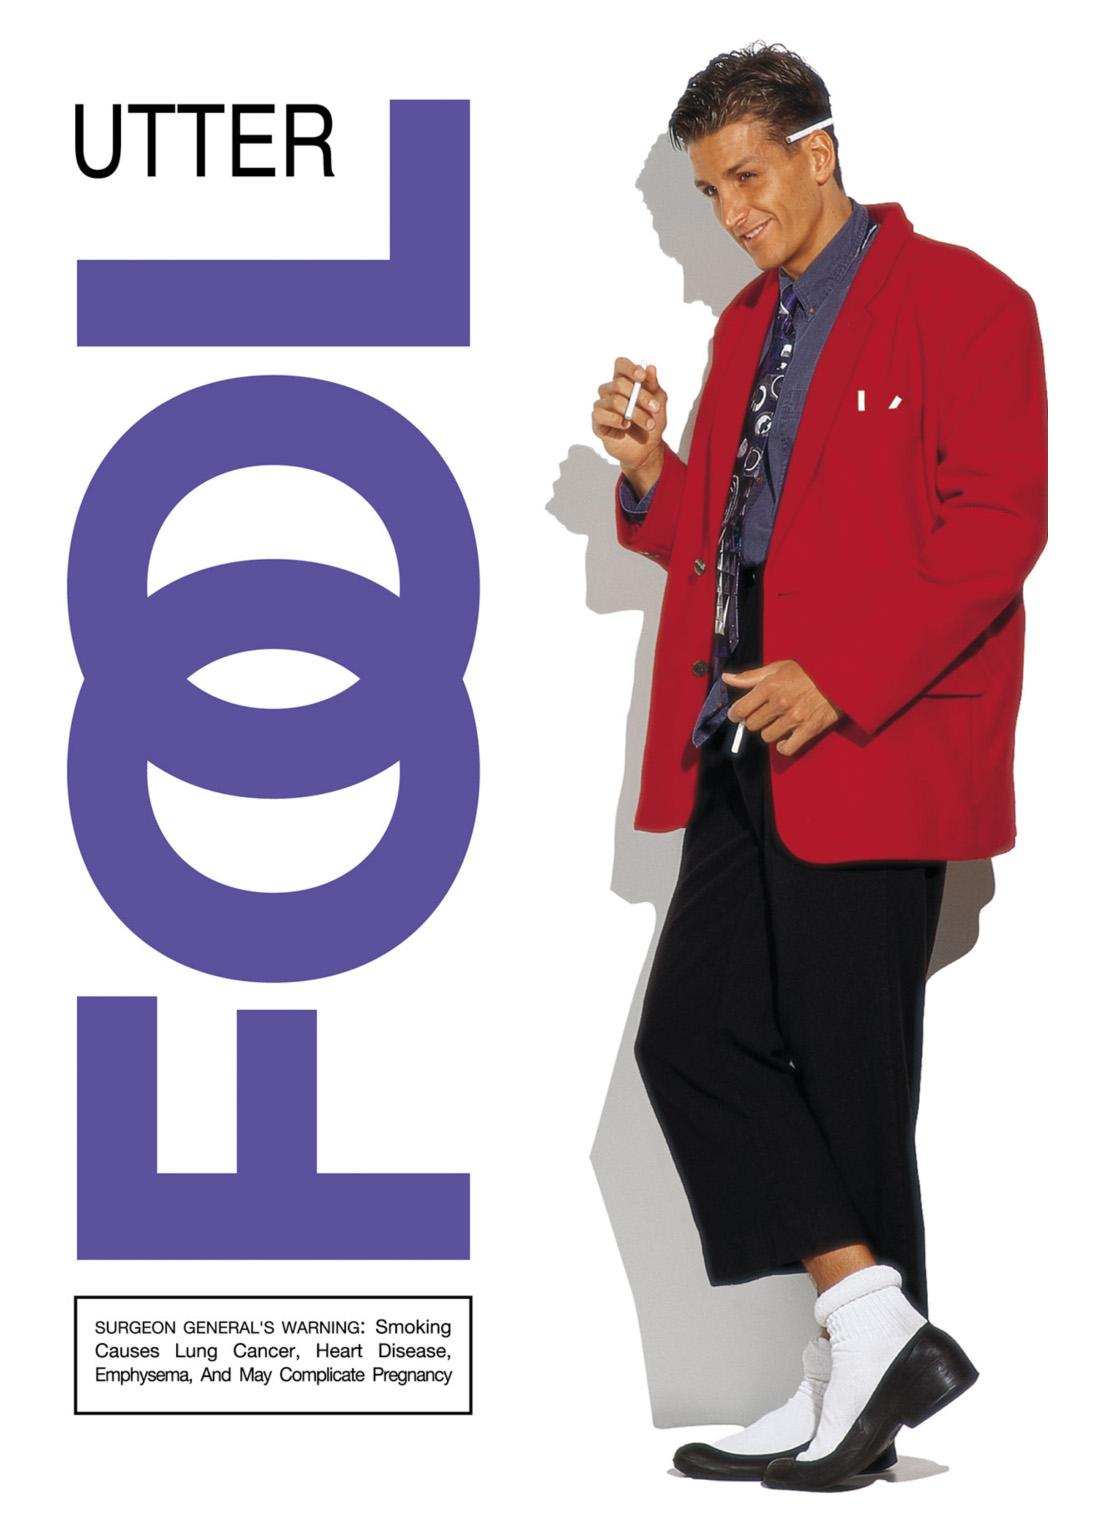 UTTER
FOOL
SURGEON GENERAL'S WARNING: Smoking
Causes Lung Cancer, Heart Disease,
Emphysema, And May Complicate Pregnancy